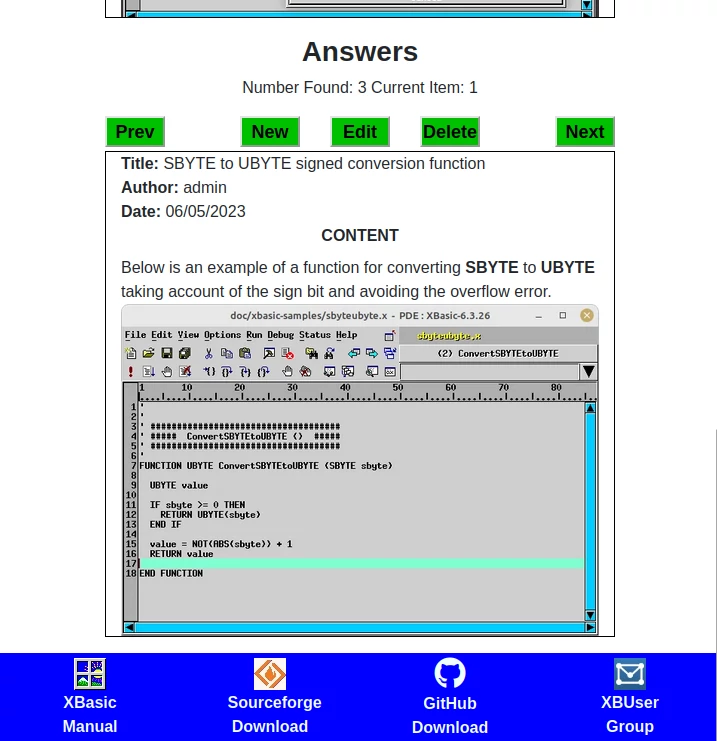 Answers
Number Found: 3 Current Item: 1
Prev New Edit Delete Next
Title: SBYTE to UBYTE signed conversion function
Author: admin
Date: 06/05/2023
CONTENT
Below is an example of a function for converting SBYTE to UBYTE
taking account of the sign bit and avoiding the overflow error.
doc/xbasic-samples/sbyteubyte.x - PDE : XBasic-6.3.26
File Edit View Options Run Debug Status Help
sbyteubyte.x
(2) ConvertSBYTEtoUBYTE
1 10 20 30 40 50 60 70 80
1 '
2 '
3 ' ####################################
4 ' ##### ConvertSBYTEtoUBYTE () #####
5 ' ####################################
6 '
7 FUNCTION UBYTE ConvertSBYTEtoUBYTE (SBYTE sbyte)
8
9 UBYTE value
10
11 IF sbyte >= 0 THEN
12 RETURN UBYTE(sbyte)
13 END IF
14
15 value = NOT(ABS(sbyte)) + 1
16 RETURN value
17
18 END FUNCTION
XBasic Manual
Sourceforge Download
GitHub Download
XBUser Group